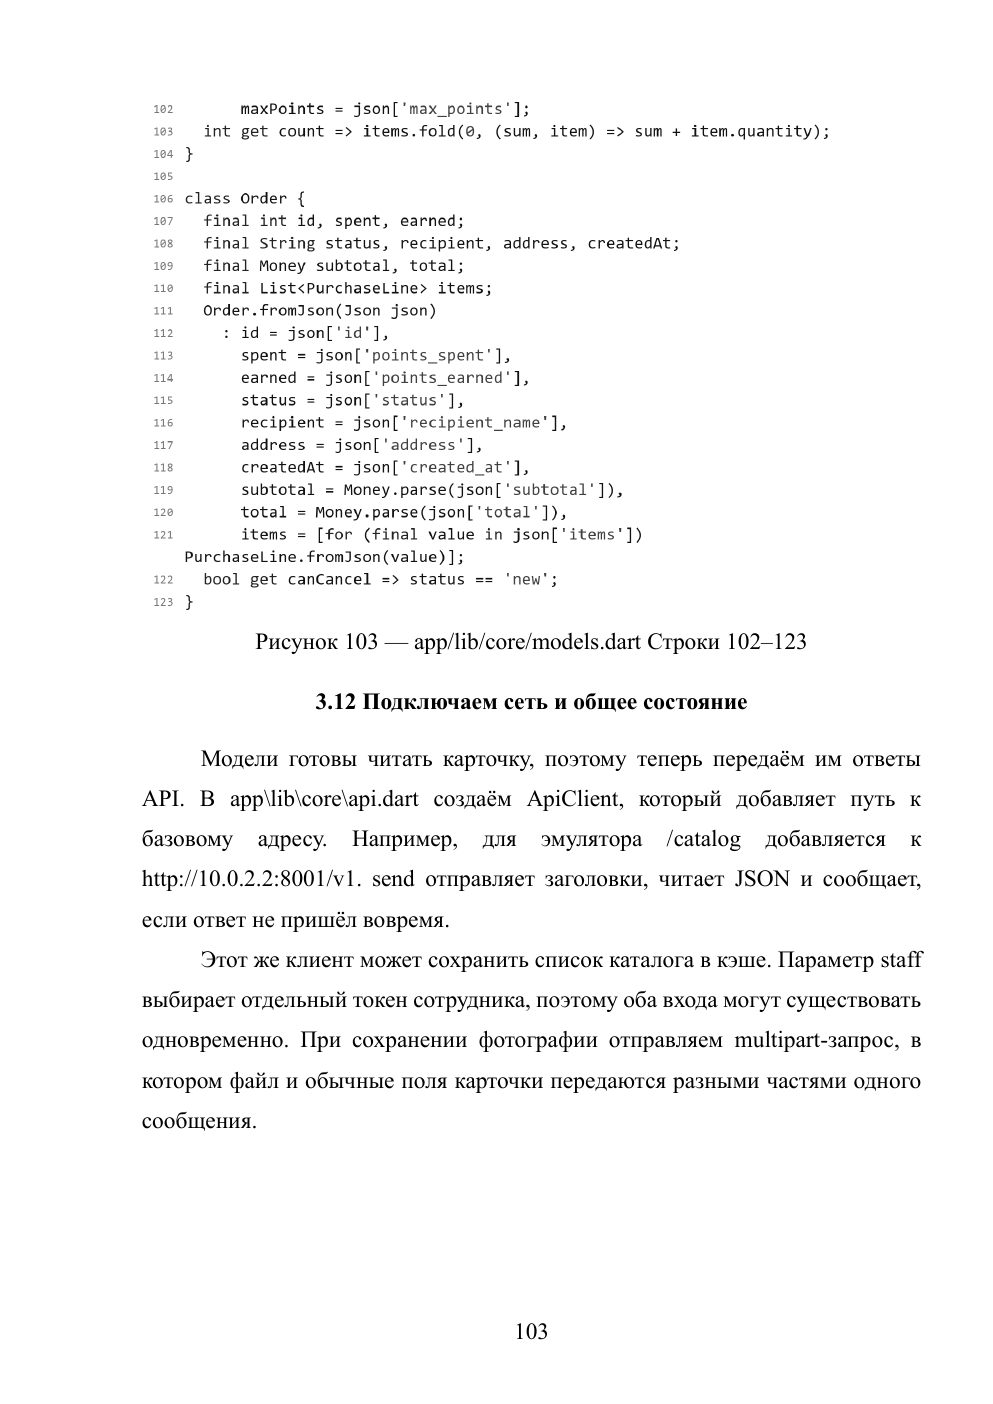 102 maxPoints = json['max_points'];
103 int get count => items.fold(0, (sum, item) => sum + item.quantity);
104 }
105
106 class Order {
107 final int id, spent, earned;
108 final String status, recipient, address, createdAt;
109 final Money subtotal, total;
110 final List<PurchaseLine> items;
111 Order.fromJson(Json json)
112 : id = json['id'],
113 spent = json['points_spent'],
114 earned = json['points_earned'],
115 status = json['status'],
116 recipient = json['recipient_name'],
117 address = json['address'],
118 createdAt = json['created_at'],
119 subtotal = Money.parse(json['subtotal']),
120 total = Money.parse(json['total']),
121 items = [for (final value in json['items'])
PurchaseLine.fromJson(value)];
122 bool get canCancel => status == 'new';
123 }
Рисунок 103 — app/lib/core/models.dart Строки 102–123
3.12 Подключаем сеть и общее состояние
Модели готовы читать карточку, поэтому теперь передаём им ответы
API. В app\lib\core\api.dart создаём ApiClient, который добавляет путь к
базовому адресу. Например, для эмулятора /catalog добавляется к
http://10.0.2.2:8001/v1. send отправляет заголовки, читает JSON и сообщает,
если ответ не пришёл вовремя.
Этот же клиент может сохранить список каталога в кэше. Параметр staff
выбирает отдельный токен сотрудника, поэтому оба входа могут существовать
одновременно. При сохранении фотографии отправляем multipart-запрос, в
котором файл и обычные поля карточки передаются разными частями одного
сообщения.
103